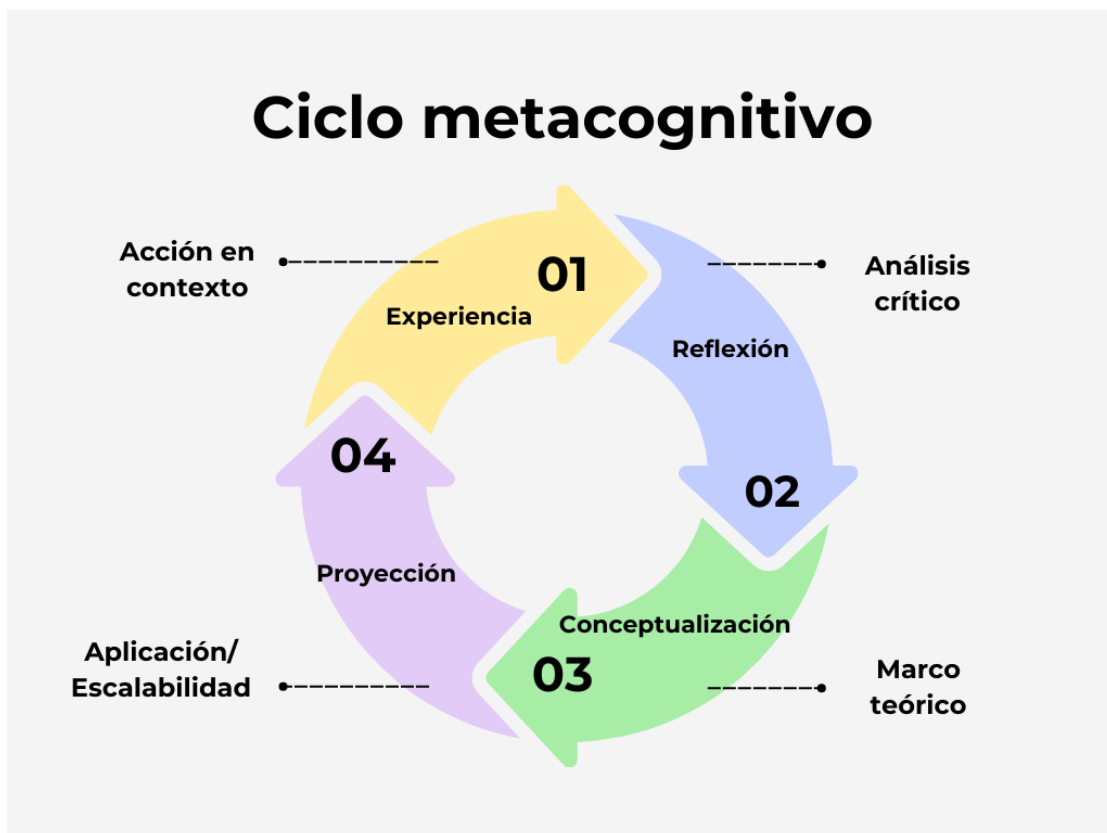 Ciclo metacognitivo
Acción en
contexto
01
Experiencia
Análisis
crítico
Reflexión
02
04
Proyección
Conceptualización
03
Aplicación/
Escalabilidad
Marco
teórico